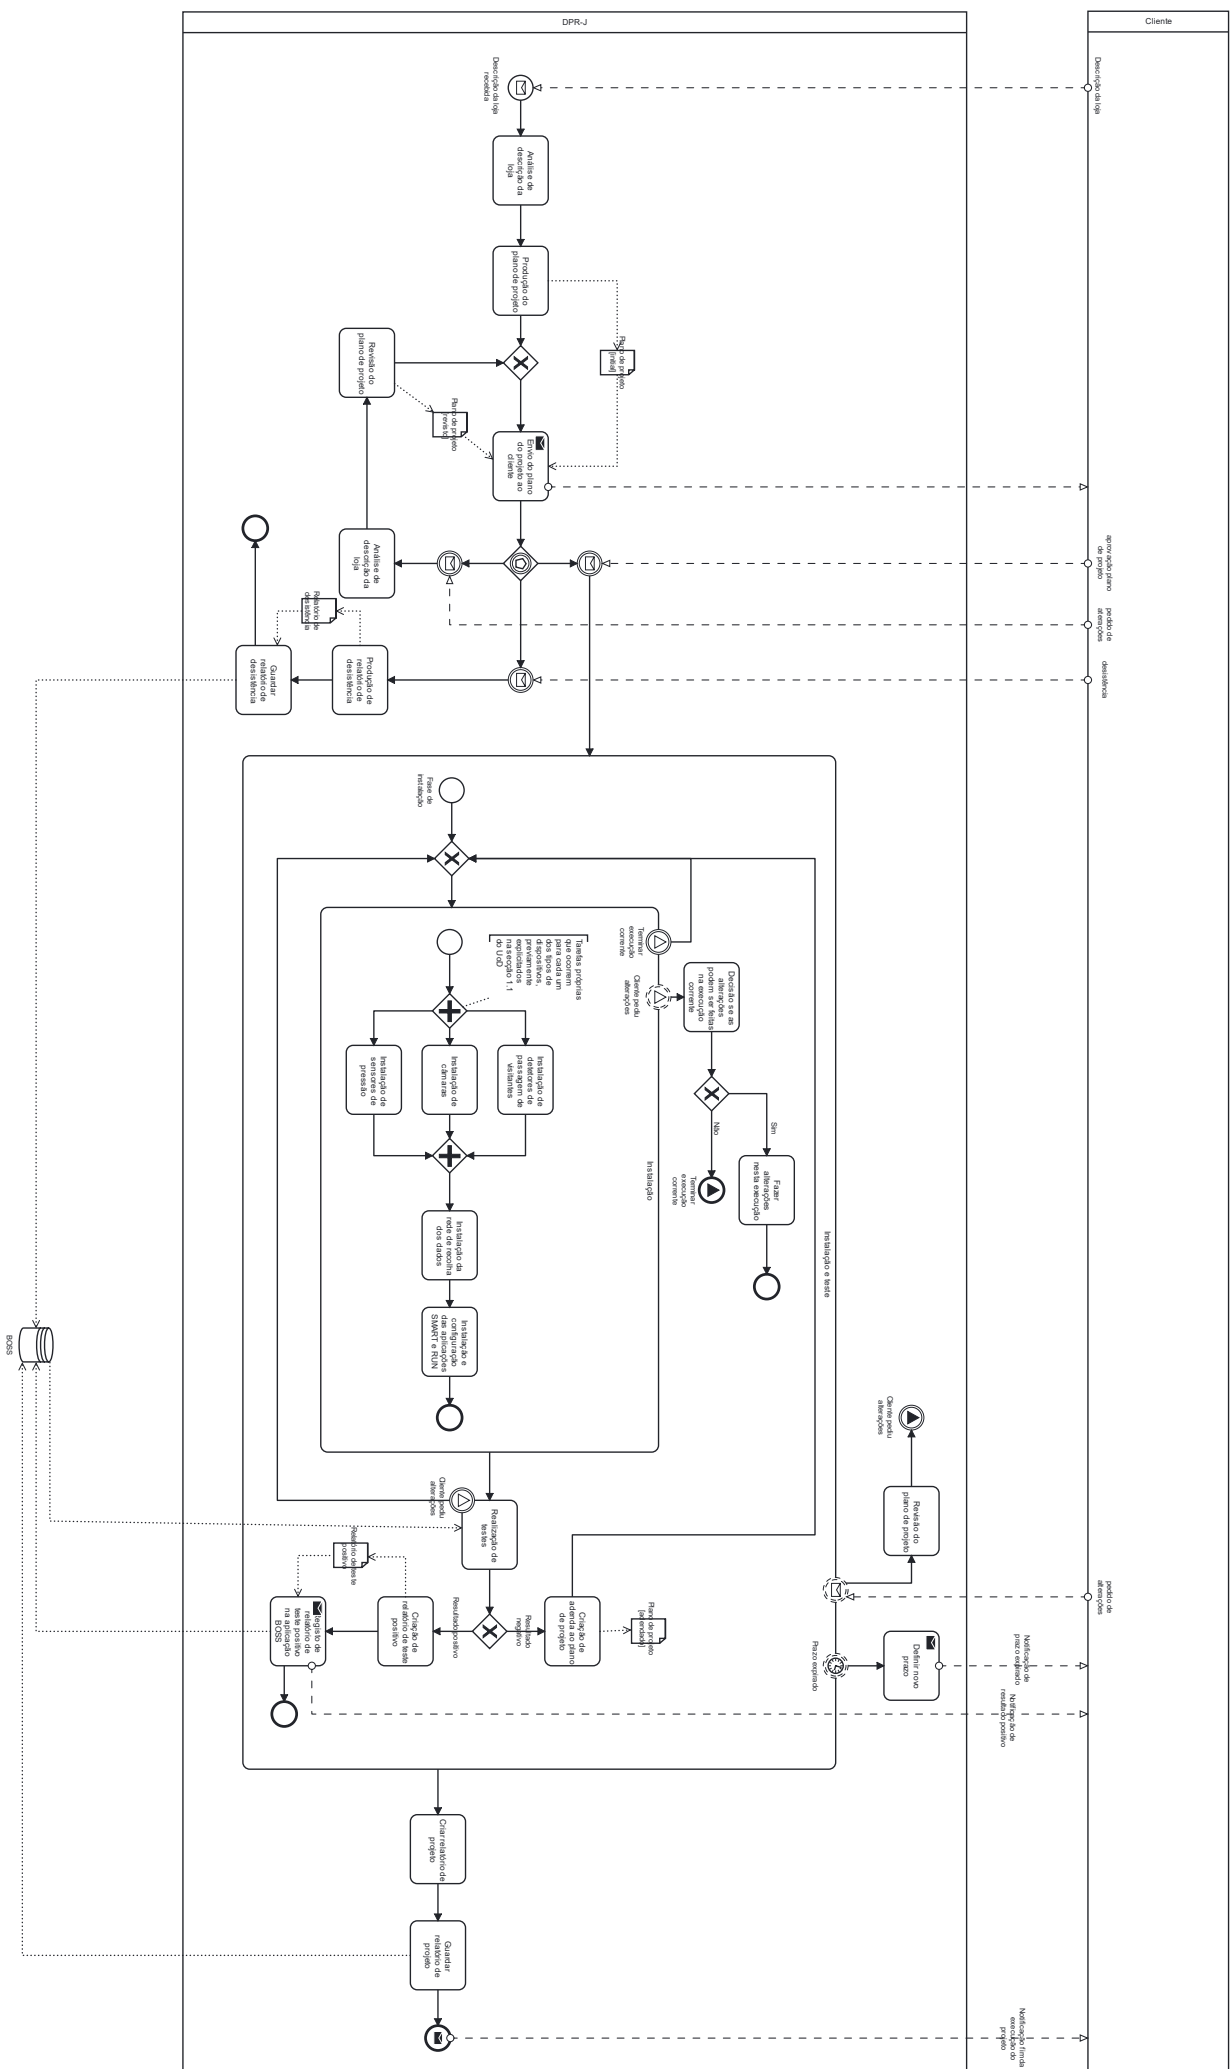 DPR-J
Cliente
Descrição da loja
recebida
Descrição da loja
Análise de
descrição da
loja
Produção do
plano de projeto
Plano de projeto
[initial]
Revisão do
plano de projeto
Plano de projeto
[revisto]
Envio do plano
do projeto ao
cliente
Análise de
descrição da
loja
aprovação plano
de projeto
pedido de
alterações
desistência
Relatório de
desistência
Produção de
relatório de
desistência
Guardar
relatório de
desistência
Fase de
instalação
Tarefas próprias
que ocorrem
para cada um
dos tipos de
dispositivos,
previamente
explicitados
na secção 1.1
do UoD
Terminar
execução
corrente
Cliente pediu
alterações
Decisão se as
alterações
podem ser feitas
na execução
corrente
Sim
Não
Terminar
execução
corrente
Fazer
alterações
nesta execução
Instalação de
sensores de
pressão
Instalação de
câmaras
Instalação de
detetores de
passagem de
visitantes
Instalação
Instalação e teste
Instalação da
rede de recolha
dos dados
Instalação e
configuração
das aplicações
SMART e RUN
BOSS
Cliente pediu
alterações
Revisão do
plano de projeto
Cliente pediu
alterações
Realização de
testes
Relatório de teste
positivo
Registo de
relatório de
teste positivo
na aplicação
BOSS
Criação de
relatório de teste
positivo
Resultado positivo
Resultado
negativo
Criação de
adenda ao plano
de projeto
Plano de projeto
[adendado]
pedido de
alterações
Prazo expirado
Definir novo
prazo
Notificação de
prazo expirado
Notificação de
resultado positivo
Criar relatório de
projeto
Guardar
relatório de
projeto
Notificação fim da
execução do
projeto